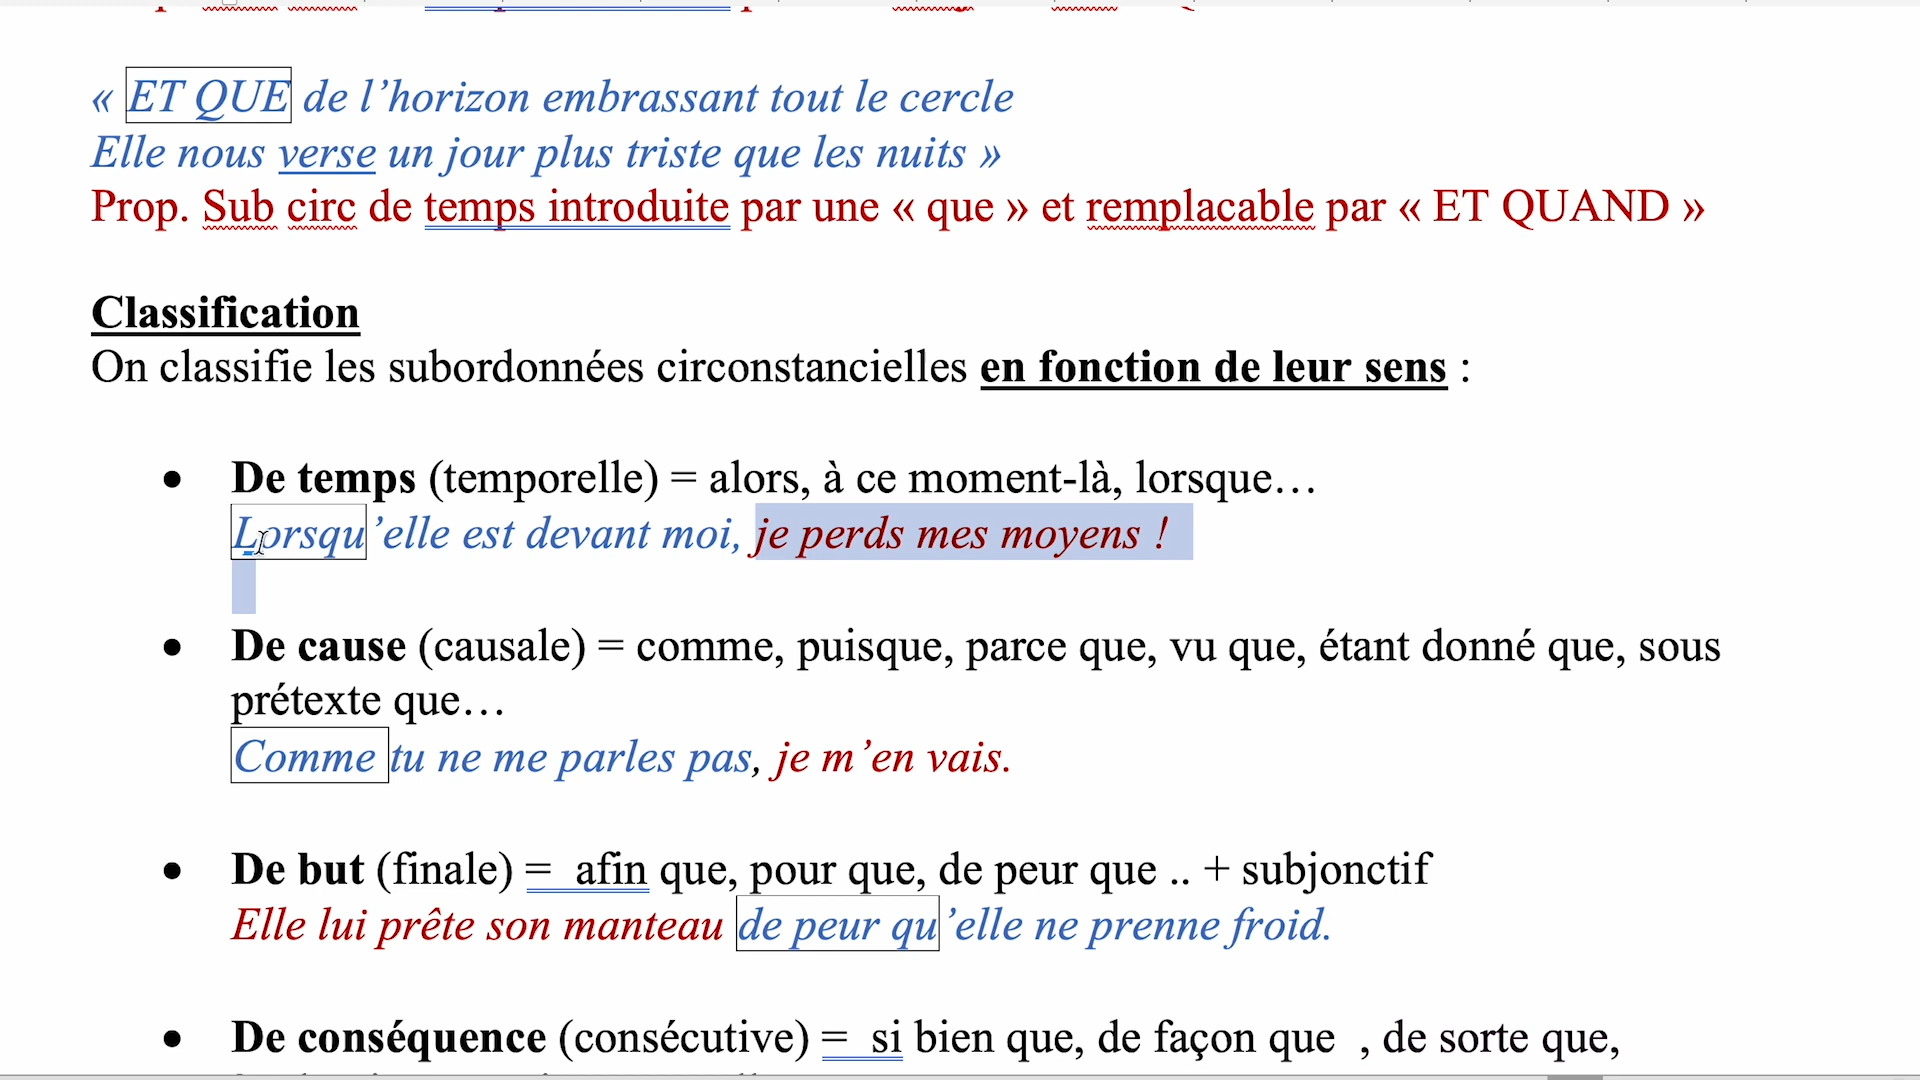 « ET QUE de l’horizon embrassant tout le cercle
Elle nous verse un jour plus triste que les nuits »
Prop. Sub circ de temps introduite par une « que » et remplacable par « ET QUAND »
Classification
On classifie les subordonnées circonstancielles en fonction de leur sens :
• De temps (temporelle) = alors, à ce moment-là, lorsque…
Lorsqu’elle est devant moi, je perds mes moyens !
• De cause (causale) = comme, puisque, parce que, vu que, étant donné que, sous
prétexte que…
Comme tu ne me parles pas, je m’en vais.
• De but (finale) = afin que, pour que, de peur que .. + subjonctif
Elle lui prête son manteau de peur qu’elle ne prenne froid.
• De conséquence (consécutive) = si bien que, de façon que , de sorte que,